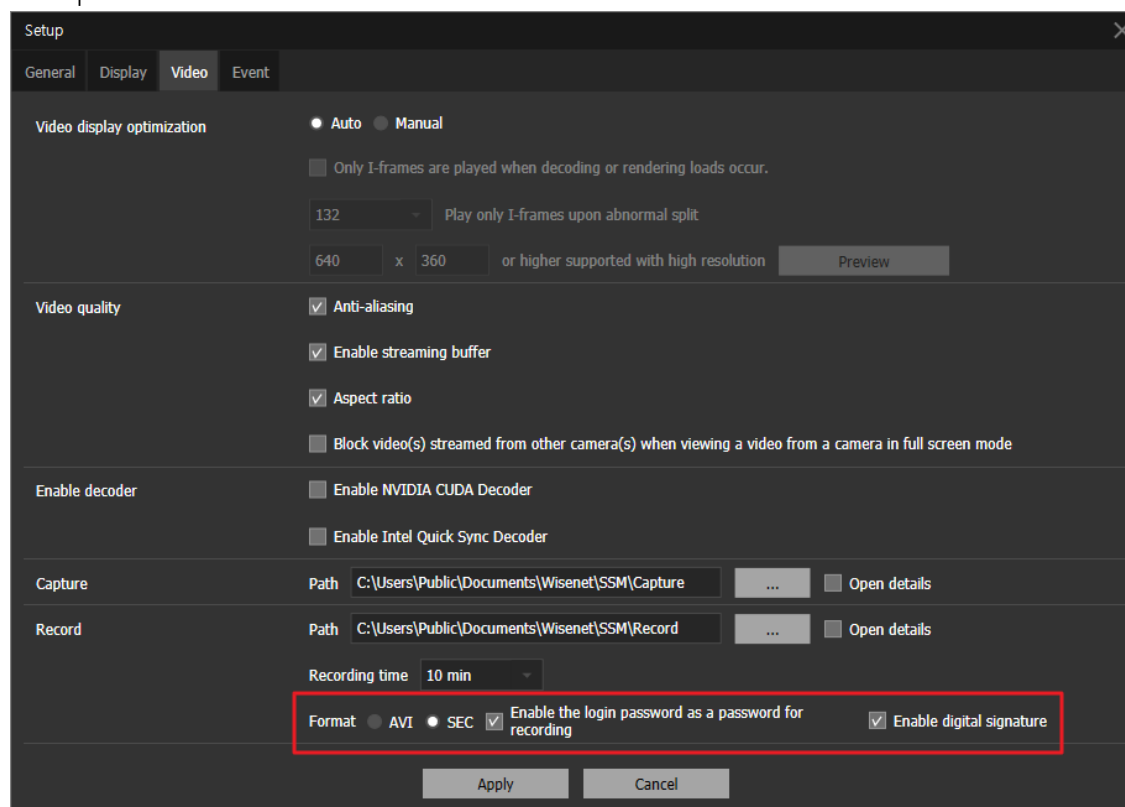 Setup
General Display Video Event
Video display optimization Auto Manual
Only I-frames are played when decoding or rendering loads occur.
132 Play only I-frames upon abnormal split
640 x 360 or higher supported with high resolution Preview
Video quality Anti-aliasing
Enable streaming buffer
Aspect ratio
Block video(s) streamed from other camera(s) when viewing a video from a camera in full screen mode
Enable decoder Enable NVIDIA CUDA Decoder
Enable Intel Quick Sync Decoder
Capture Path C:\Users\Public\Documents\Wisenet\SSM\Capture ... Open details
Record Path C:\Users\Public\Documents\Wisenet\SSM\Record ... Open details
Recording time 10 min
Format AVI SEC Enable the login password as a password for
recording Enable digital signature
Apply Cancel